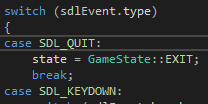 switch (sdlEvent.type)
{
case SDL_QUIT:
state = GameState::EXIT;
break;
case SDL_KEYDOWN: